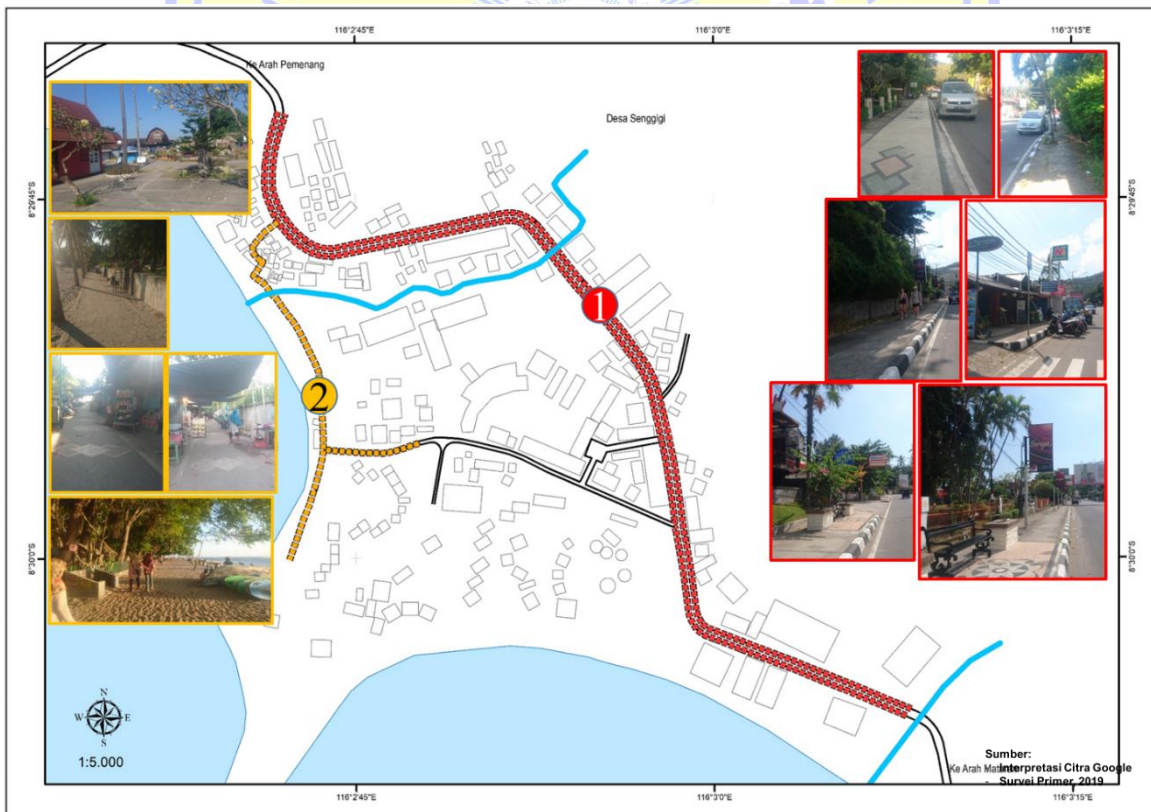 116°2'45"E
116°3'0"E
116°3'15"E
Ke Arah Pemenang
Desa Senggigi
8°29'45"S
8°29'45"S
1
2
8°30'0"S
8°30'0"S
N
W E
S
1:5.000
Sumber:
- Interpretasi Citra Google
- Survei Primer, 2019
Ke Arah
116°2'45"E
116°3'0"E
116°3'15"E